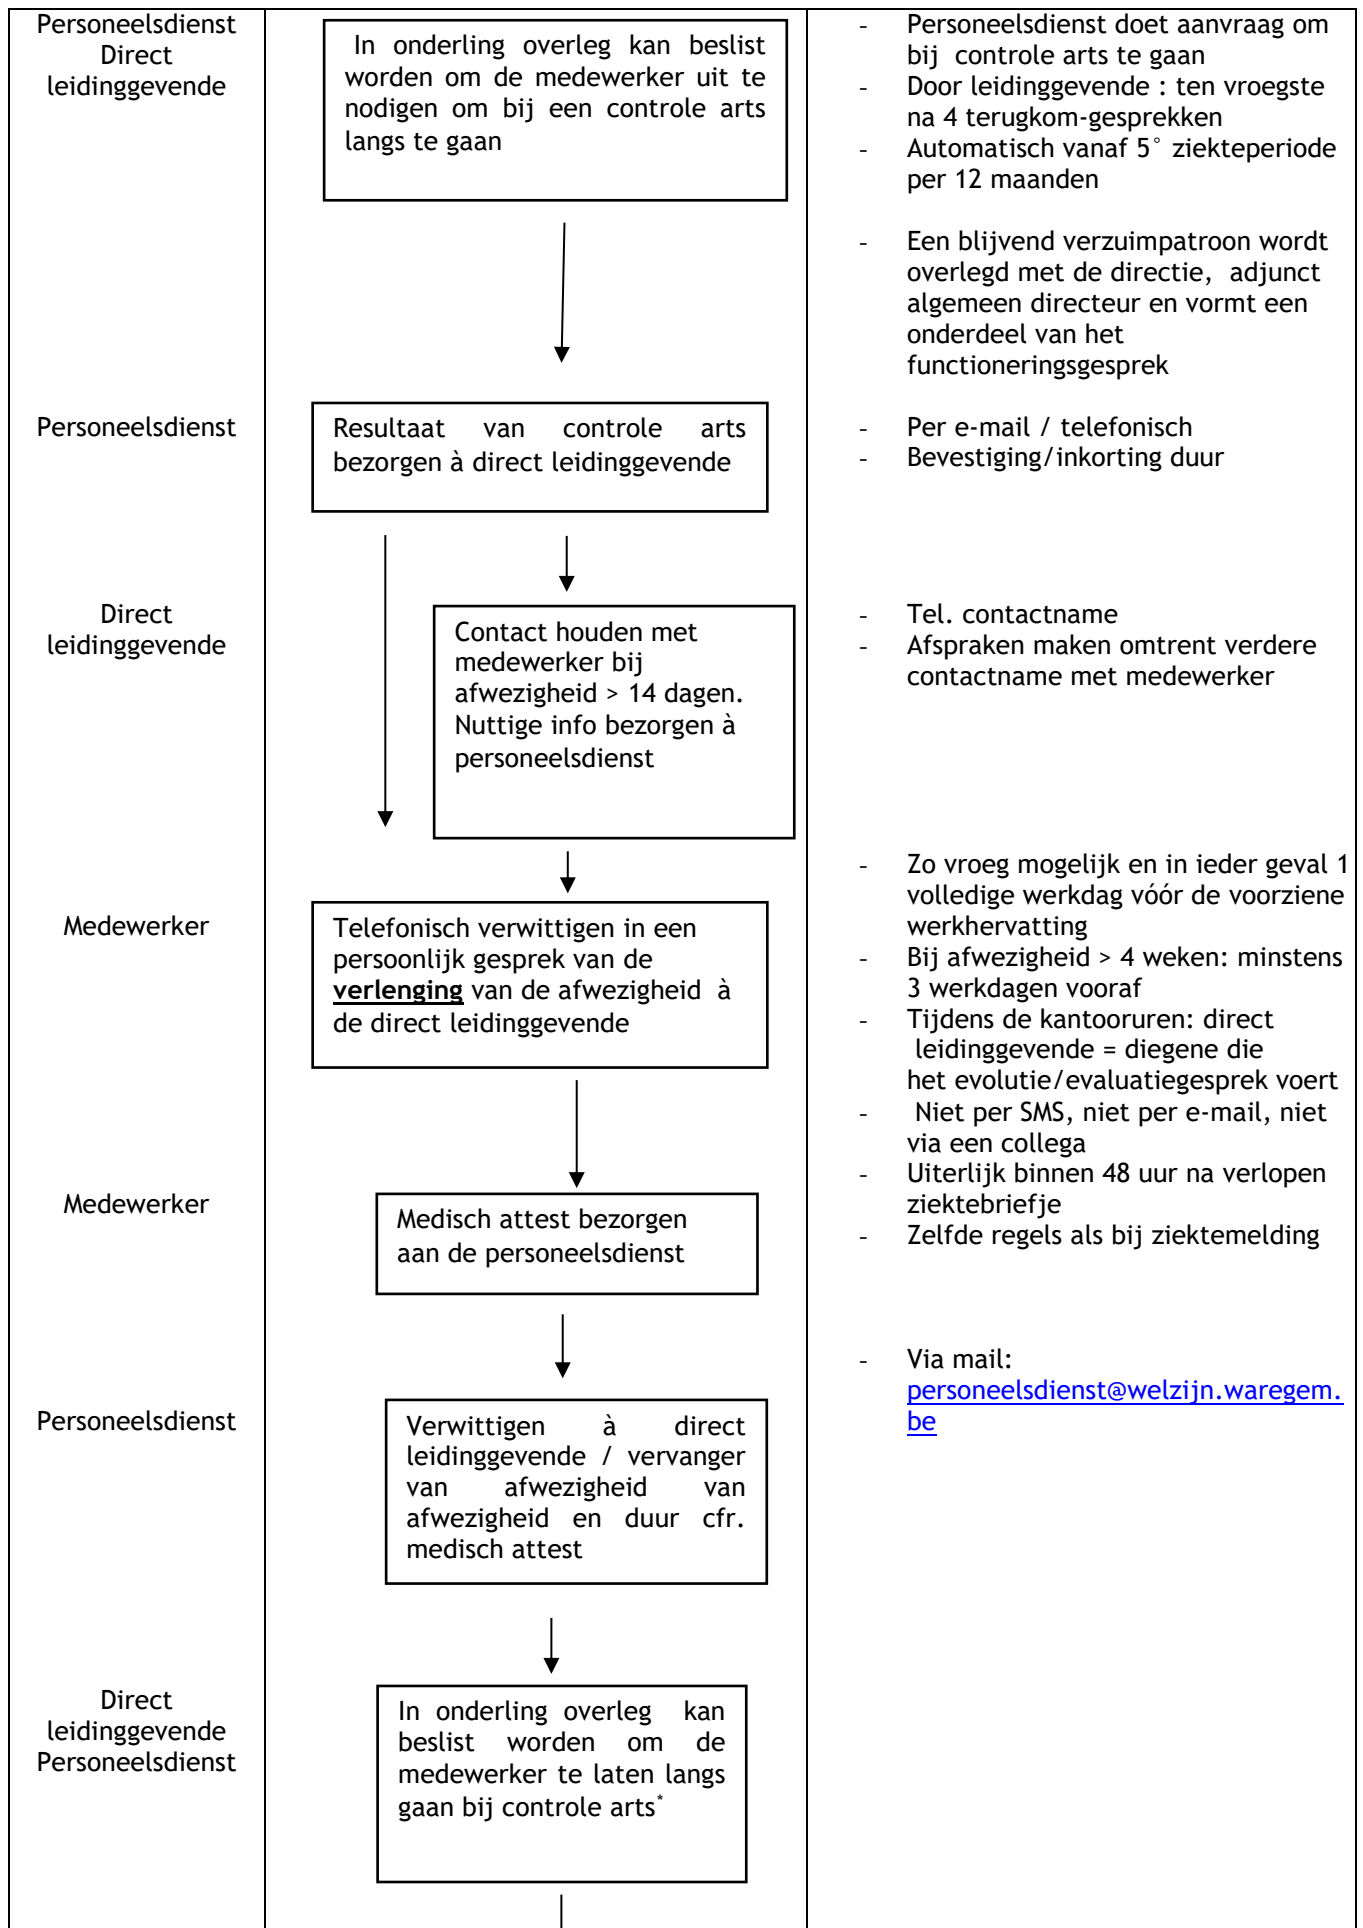 Personeelsdienst
Direct
leidinggevende
In onderling overleg kan beslist
worden om de medewerker uit te
nodigen om bij een controle arts
langs te gaan
- Personeelsdienst doet aanvraag om
bij controle arts te gaan
- Door leidinggevende : ten vroegste
na 4 terugkom-gesprekken
- Automatisch vanaf 5° ziekteperiode
per 12 maanden
- Een blijvend verzuimpatroon wordt
overlegd met de directie, adjunct
algemeen directeur en vormt een
onderdeel van het
functioneringsgesprek
Personeelsdienst
Resultaat van controle arts
bezorgen à direct leidinggevende
- Per e-mail / telefonisch
- Bevestiging/inkorting duur
Direct
leidinggevende
Contact houden met
medewerker bij
afwezigheid > 14 dagen.
Nuttige info bezorgen à
personeelsdienst
- Tel. contactname
- Afspraken maken omtrent verdere
contactname met medewerker
Medewerker
Telefonisch verwittigen in een
persoonlijk gesprek van de
verlenging van de afwezigheid à
de direct leidinggevende
- Zo vroeg mogelijk en in ieder geval 1
volledige werkdag vóór de voorziene
werkhervatting
- Bij afwezigheid > 4 weken: minstens
3 werkdagen vooraf
- Tijdens de kantooruren: direct
leidinggevende = diegene die
het evolutie/evaluatiegesprek voert
- Niet per SMS, niet per e-mail, niet
via een collega
- Uiterlijk binnen 48 uur na verlopen
ziektebriefje
- Zelfde regels als bij ziektemelding
Medewerker
Medisch attest bezorgen
aan de personeelsdienst
- Via mail:
personeelsdienst@welzijn.waregem.
be
Personeelsdienst
Verwittigen à direct
leidinggevende / vervanger
van afwezigheid van
afwezigheid en duur cfr.
medisch attest
Direct
leidinggevende
Personeelsdienst
In onderling overleg kan
beslist worden om de
medewerker te laten langs
gaan bij controle arts*